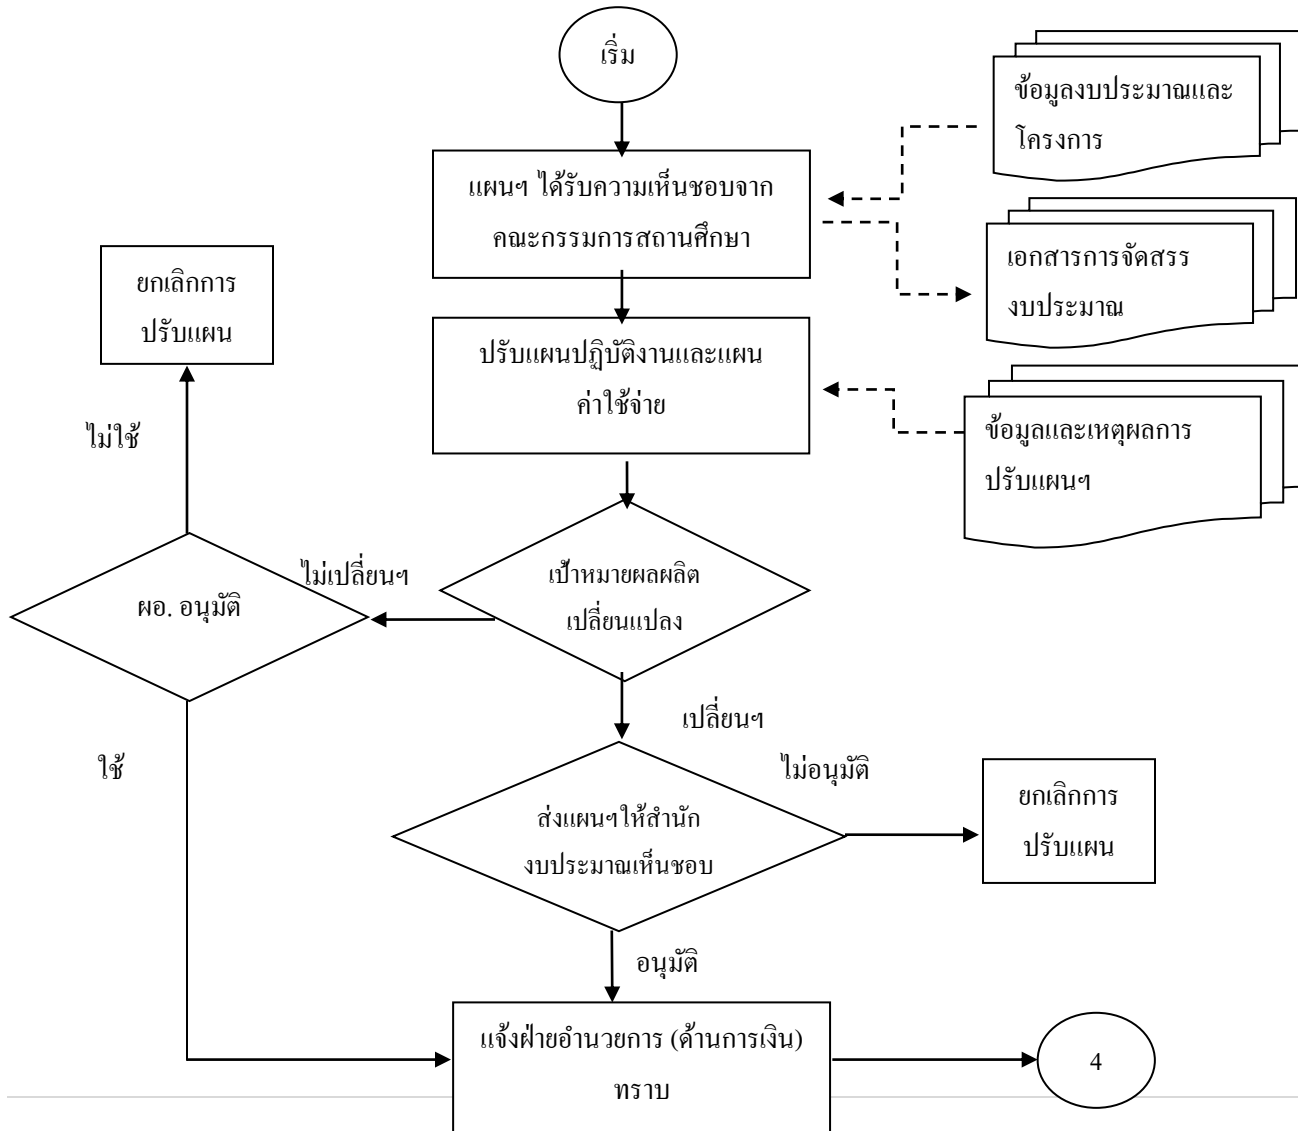 เริ่ม
ข้อมูลงบประมาณและ
โครงการ
แผนฯ ได้รับความเห็นชอบจาก
คณะกรรมการสถานศึกษา
เอกสารการจัดสรร
งบประมาณ
ยกเลิกการ
ปรับแผน
ปรับแผนปฏิบัติงานและแผน
ค่าใช้จ่าย
ข้อมูลและเหตุผลการ
ปรับแผนฯ
ไม่ใช้
เป้าหมายผลผลิต
เปลี่ยนแปลง
ไม่เปลี่ยนฯ
ผอ. อนุมัติ
เปลี่ยนฯ
ใช้
ไม่อนุมัติ
ส่งแผนฯให้สำนัก
งบประมาณเห็นชอบ
ยกเลิกการ
ปรับแผน
อนุมัติ
แจ้งฝ่ายอำนวยการ (ด้านการเงิน)
ทราบ
4